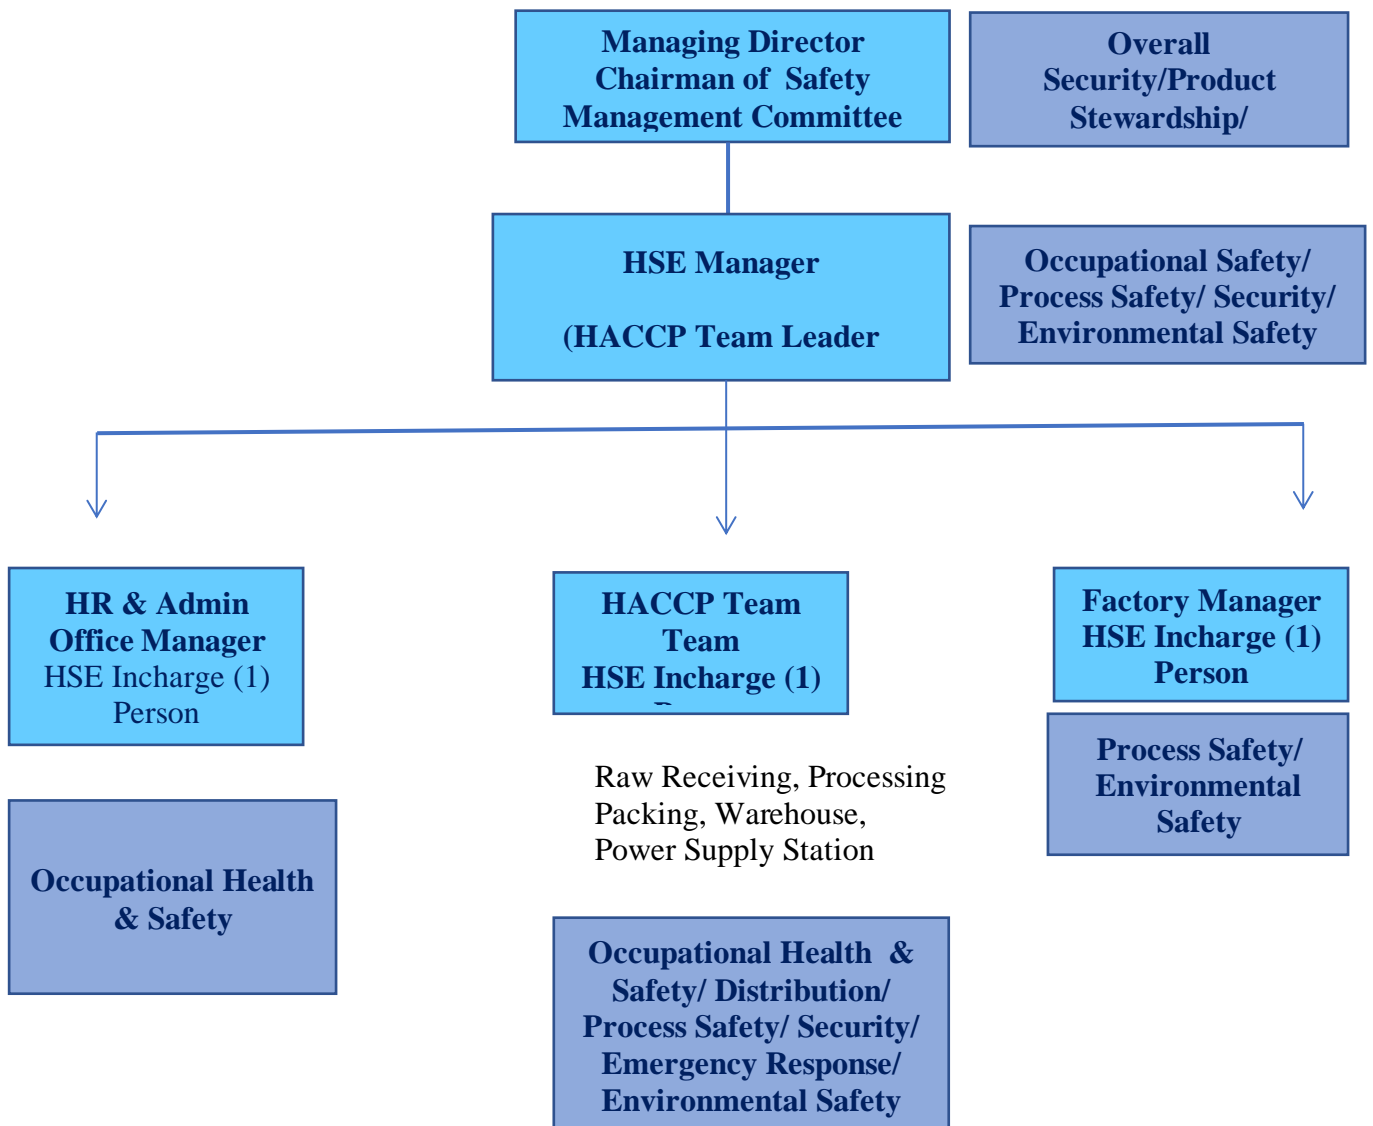 Managing Director
Chairman of Safety
Management Committee
Overall
Security/Product
Stewardship/
HSE Manager
(HACCP Team Leader
Occupational Safety/
Process Safety/ Security/
Environmental Safety
HR & Admin
Office Manager
HSE Incharge (1)
Person
Occupational Health
& Safety
HACCP Team
Team
HSE Incharge (1)
Raw Receiving, Processing
Packing, Warehouse,
Power Supply Station
Occupational Health & 
Safety/ Distribution/
Process Safety/ Security/
Emergency Response/
Environmental Safety
Factory Manager
HSE Incharge (1)
Person
Process Safety/
Environmental
Safety